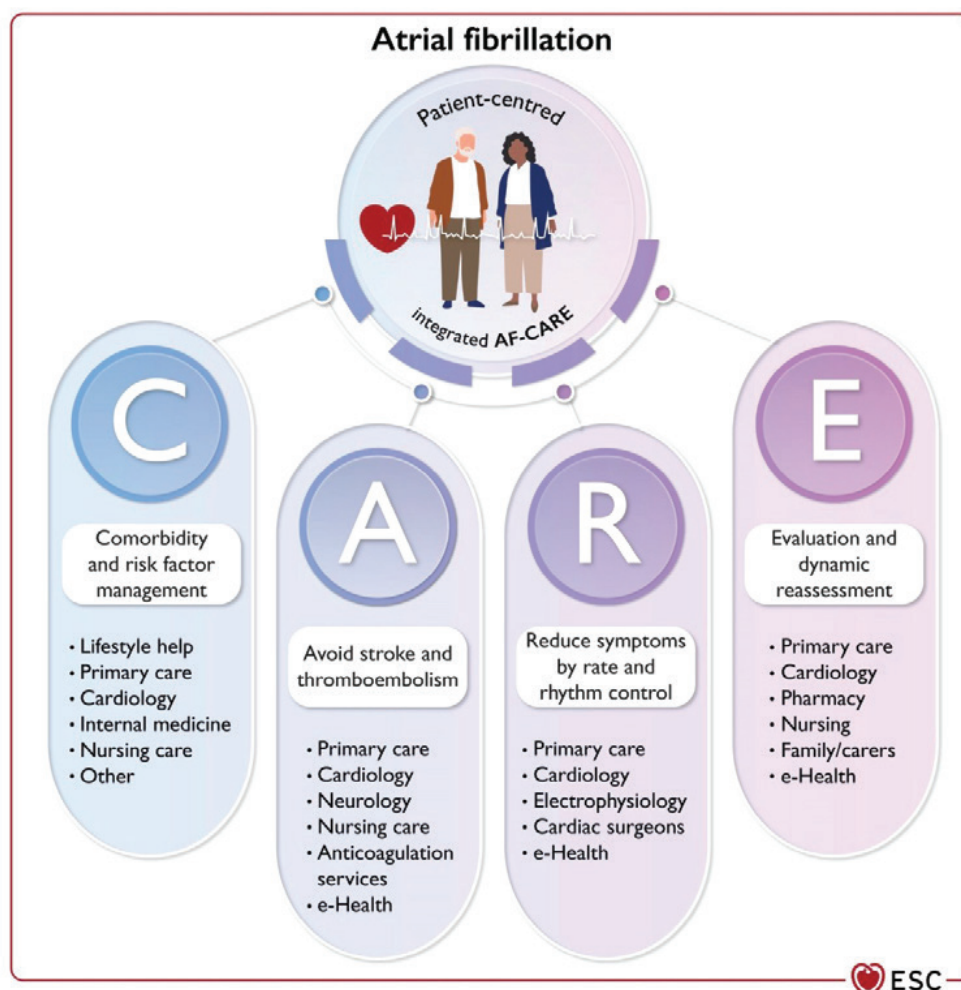 Atrial fibrillation
Patient-centred
integrated AF-CARE
C
Comorbidity
and risk factor
management
• Lifestyle help
• Primary care
• Cardiology
• Internal medicine
• Nursing care
• Other
A
Avoid stroke and
thromboembolism
• Primary care
• Cardiology
• Neurology
• Nursing care
• Anticoagulation
services
• e-Health
R
Reduce symptoms
by rate and
rhythm control
• Primary care
• Cardiology
• Electrophysiology
• Cardiac surgeons
• e-Health
E
Evaluation and
dynamic
reassessment
• Primary care
• Cardiology
• Pharmacy
• Nursing
• Family/carers
• e-Health
ESC